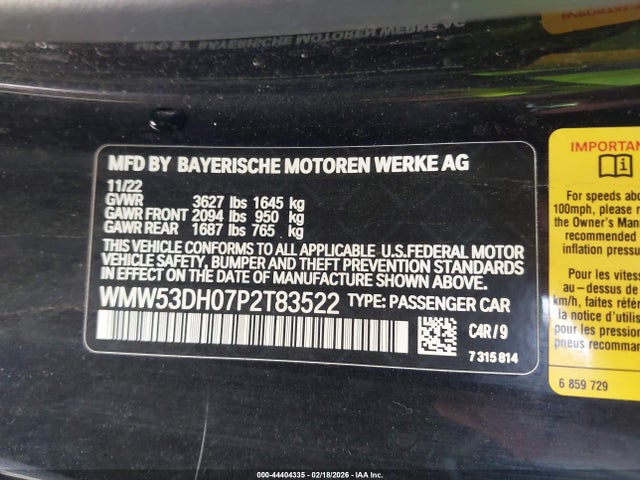 MFD BY BAYERISCHE MOTOREN WERKE AG
11/22
GVWR 3627 lbs 1645 kg
GAWR FRONT 2094 lbs 950 kg
GAWR REAR 1687 lbs 765 kg
THIS VEHICLE CONFORMS TO ALL APPLICABLE U.S.FEDERAL MOTOR
VEHICLE SAFETY, BUMPER AND THEFT PREVENTION STANDARDS
IN EFFECT ON THE DATE OF MANUFACTURE SHOWN ABOVE.
WMW53DH07P2T83522 TYPE: PASSENGER CAR
C4R/9
7 315 814
IMPORTAN
For speeds abo
100mph, please r
the Owner's Manu
recommended
inflation pressu
Pour les vitess
au-dessus de
km/h, faites réf
la notice d'utilis
pour les pression
pneus recomman
6 859 729
000-44404335 - 02/18/2026 - IAA Inc.